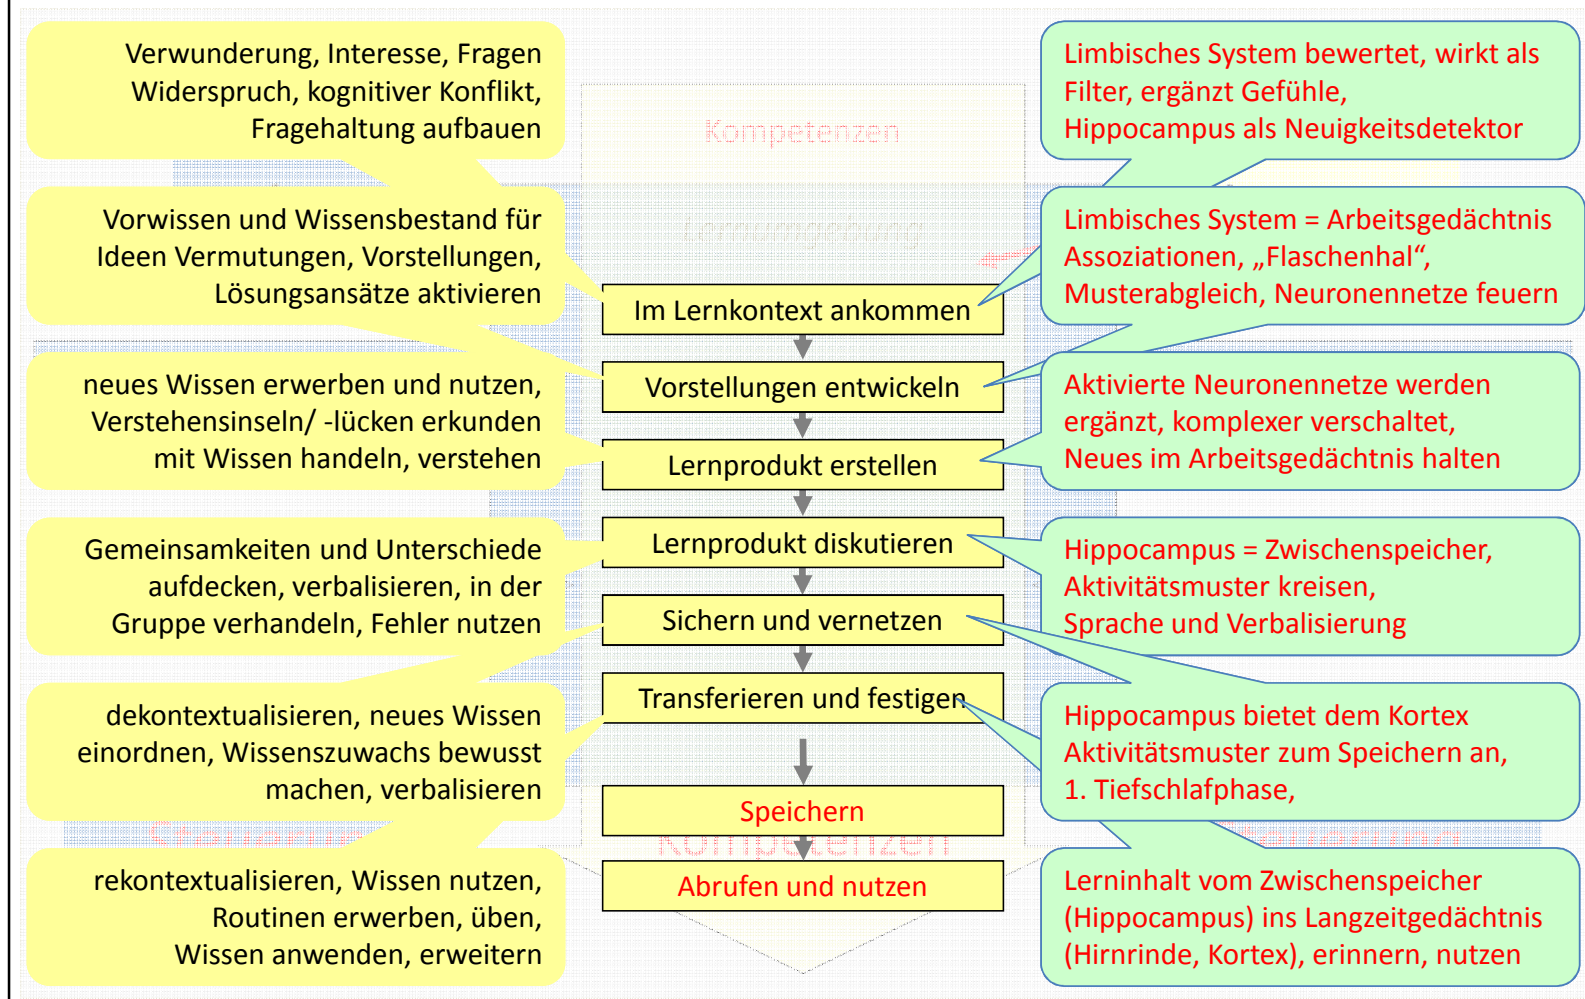 Verwunderung, Interesse, Fragen
Widerspruch, kognitiver Konflikt,
Fragehaltung aufbauen
Vorwissen und Wissensbestand für
Ideen Vermutungen, Vorstellungen,
Lösungsansätze aktivieren
neues Wissen erwerben und nutzen,
Verstehensinseln/ -lücken erkunden
mit Wissen handeln, verstehen
Gemeinsamkeiten und Unterschiede
aufdecken, verbalisieren, in der
Gruppe verhandeln, Fehler nutzen
dekontextualisieren, neues Wissen
einordnen, Wissenszuwachs bewusst
machen, verbalisieren
rekontextualisieren, Wissen nutzen,
Routinen erwerben, üben,
Wissen anwenden, erweitern
Kompetenzen
Lernumgebung
Im Lernkontext ankommen
Vorstellungen entwickeln
Lernprodukt erstellen
Lernprodukt diskutieren
Sichern und vernetzen
Transferieren und festigen
Speichern
Kompetenzen
Abrufen und nutzen
Limbisches System bewertet, wirkt als
Filter, ergänzt Gefühle,
Hippocampus als Neuigkeitsdetektor
Limbisches System = Arbeitsgedächtnis
Assoziationen, „Flaschenhal“,
Musterabgleich, Neuronennetze feuern
Aktivierte Neuronennetze werden
ergänzt, komplexer verschaltet,
Neues im Arbeitsgedächtnis halten
Hippocampus = Zwischenspeicher,
Aktivitätsmuster kreisen,
Sprache und Verbalisierung
Hippocampus bietet dem Kortex
Aktivitätsmuster zum Speichern an,
1. Tiefschlafphase,
Lerninhalt vom Zwischenspeicher
(Hippocampus) ins Langzeitgedächtnis
(Hirnrinde, Kortex), erinnern, nutzen